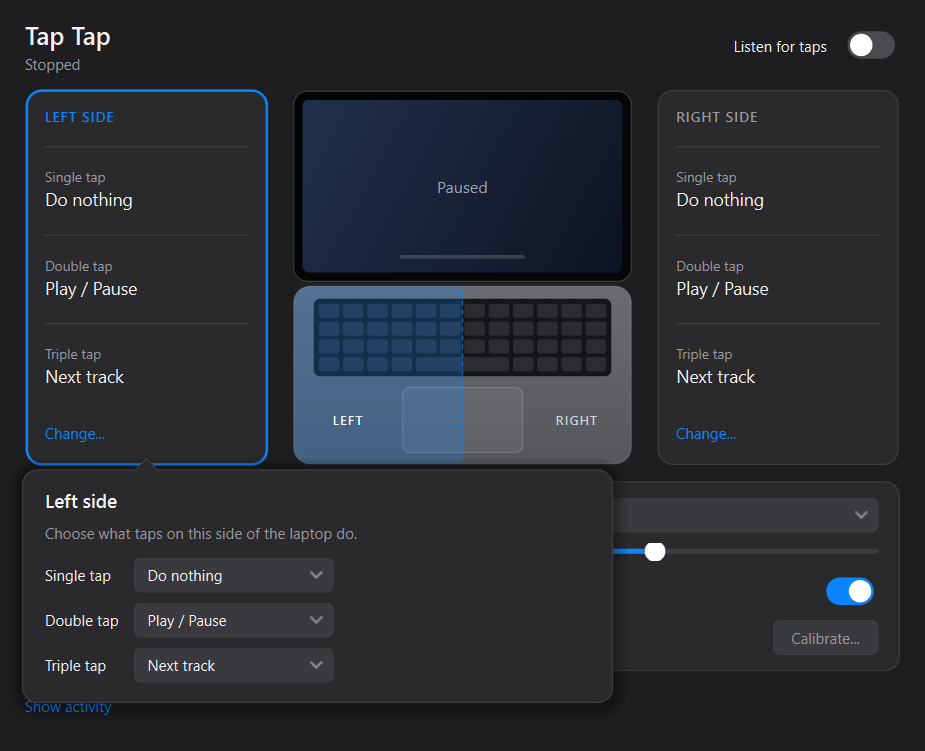 Tap Tap
Stopped
Listen for taps
LEFT SIDE
Single tap
Do nothing
Double tap
Play / Pause
Triple tap
Next track
Change...
Paused
LEFT
RIGHT
RIGHT SIDE
Single tap
Do nothing
Double tap
Play / Pause
Triple tap
Next track
Change...
Left side
Choose what taps on this side of the laptop do.
Single tap Do nothing
Double tap Play / Pause
Triple tap Next track
Calibrate...
Show activity